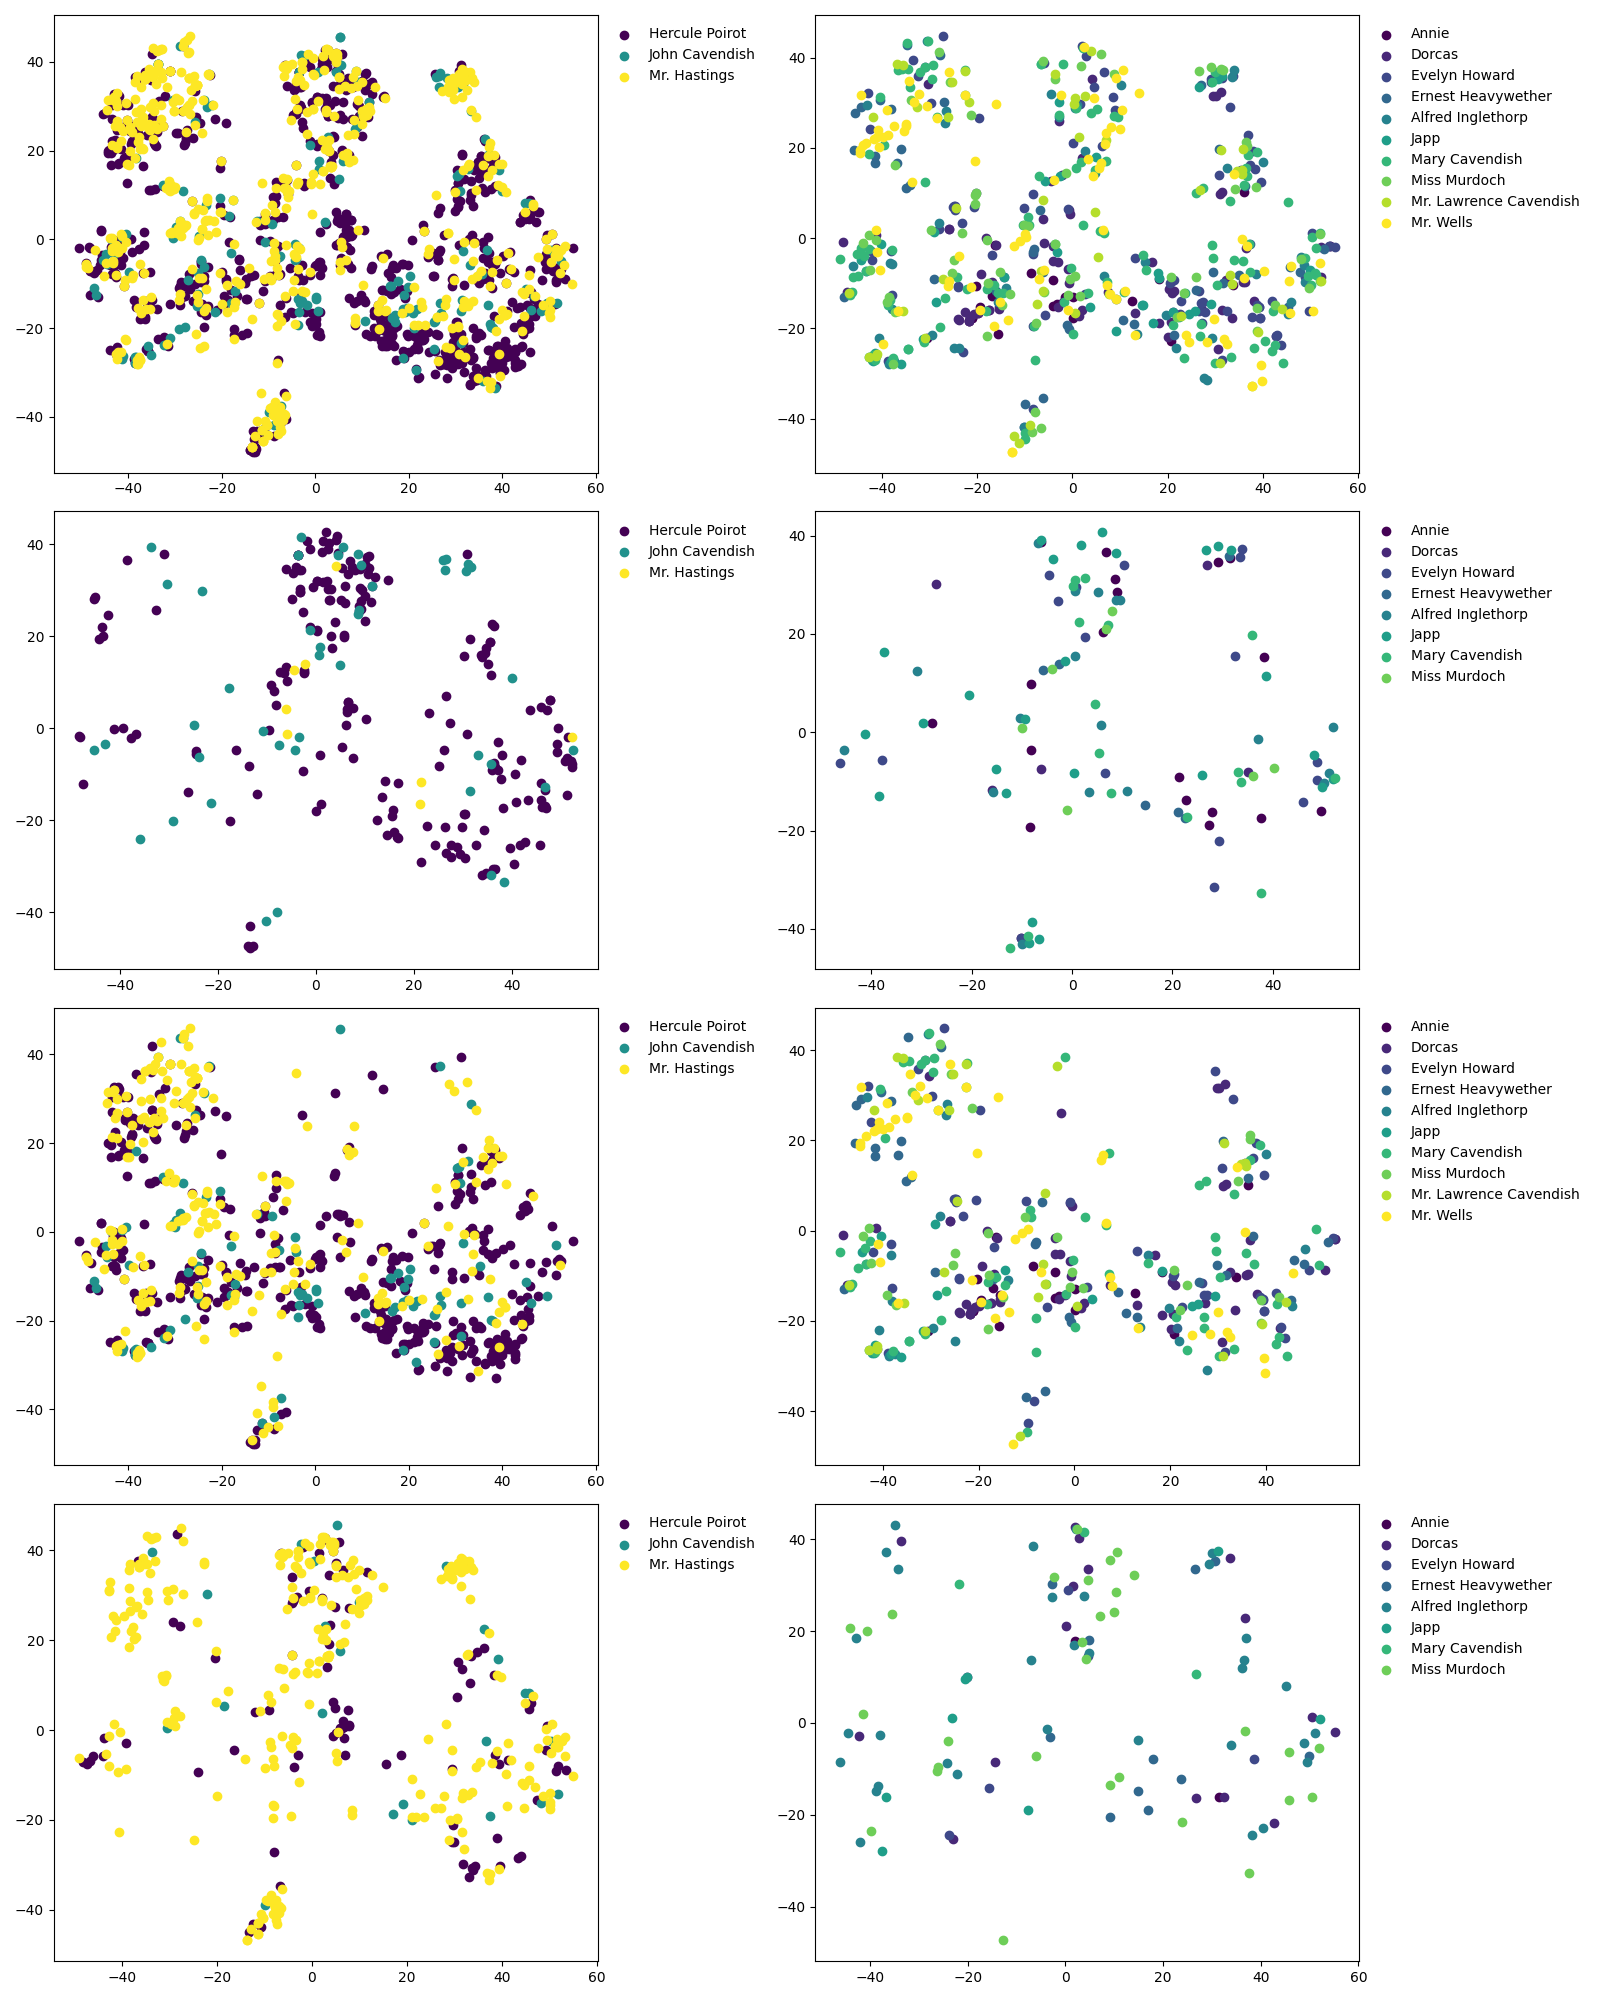 Hercule Poirot
John Cavendish
Mr. Hastings
40
20
0
−20
−40
−40 −20 0 20 40 60
Annie
Dorcas
Evelyn Howard
Ernest Heavywether
Alfred Inglethorp
Japp
Mary Cavendish
Miss Murdoch
Mr. Lawrence Cavendish
Mr. Wells
40
20
0
−20
−40
−40 −20 0 20 40 60
Hercule Poirot
John Cavendish
Mr. Hastings
40
20
0
−20
−40
−40 −20 0 20 40
Annie
Dorcas
Evelyn Howard
Ernest Heavywether
Alfred Inglethorp
Japp
Mary Cavendish
Miss Murdoch
40
20
0
−20
−40
−40 −20 0 20 40
Hercule Poirot
John Cavendish
Mr. Hastings
40
20
0
−20
−40
−40 −20 0 20 40 60
Annie
Dorcas
Evelyn Howard
Ernest Heavywether
Alfred Inglethorp
Japp
Mary Cavendish
Miss Murdoch
Mr. Lawrence Cavendish
Mr. Wells
40
20
0
−20
−40
−40 −20 0 20 40
Hercule Poirot
John Cavendish
Mr. Hastings
40
20
0
−20
−40
−40 −20 0 20 40 60
Annie
Dorcas
Evelyn Howard
Ernest Heavywether
Alfred Inglethorp
Japp
Mary Cavendish
Miss Murdoch
40
20
0
−20
−40
−40 −20 0 20 40 60